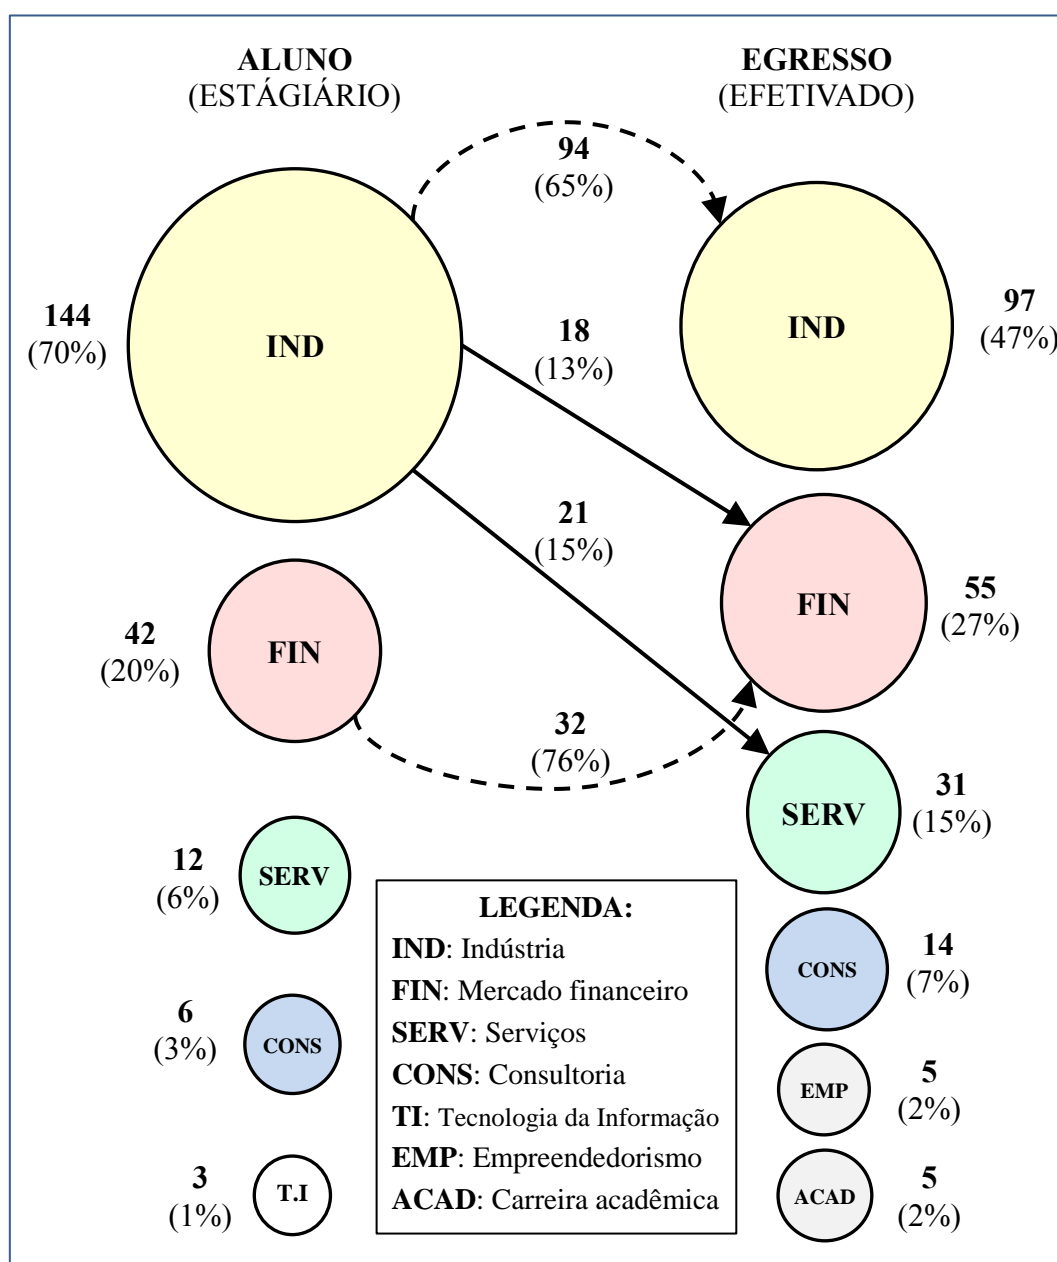 ALUNO
(ESTÁGIÁRIO)
EGRESSO
(EFETIVADO)
94
(65%)
144
(70%)
IND
18
(13%)
IND
97
(47%)
21
(15%)
42
(20%)
FIN
FIN
55
(27%)
32
(76%)
SERV
31
(15%)
12
(6%)
SERV
LEGENDA:
IND: Indústria
FIN: Mercado financeiro
SERV: Serviços
CONS: Consultoria
TI: Tecnologia da Informação
EMP: Empreendedorismo
ACAD: Carreira acadêmica
CONS
14
(7%)
6
(3%)
CONS
EMP
5
(2%)
3
(1%)
T.I
ACAD
5
(2%)